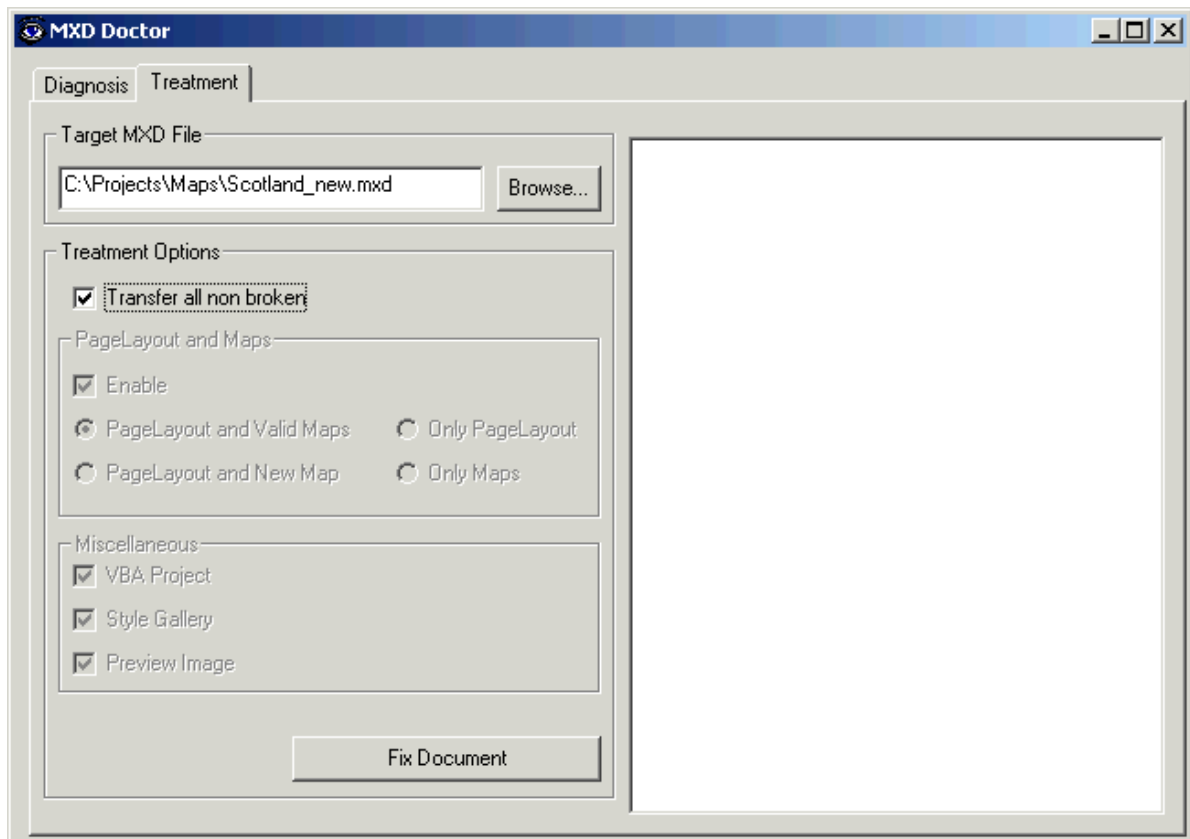 MXD Doctor
Diagnosis Treatment
Target MXD File
C:\Projects\Maps\Scotland_new.mxd Browse...
Treatment Options
Transfer all non broken
PageLayout and Maps
Enable
PageLayout and Valid Maps Only PageLayout
PageLayout and New Map Only Maps
Miscellaneous
VBA Project
Style Gallery
Preview Image
Fix Document